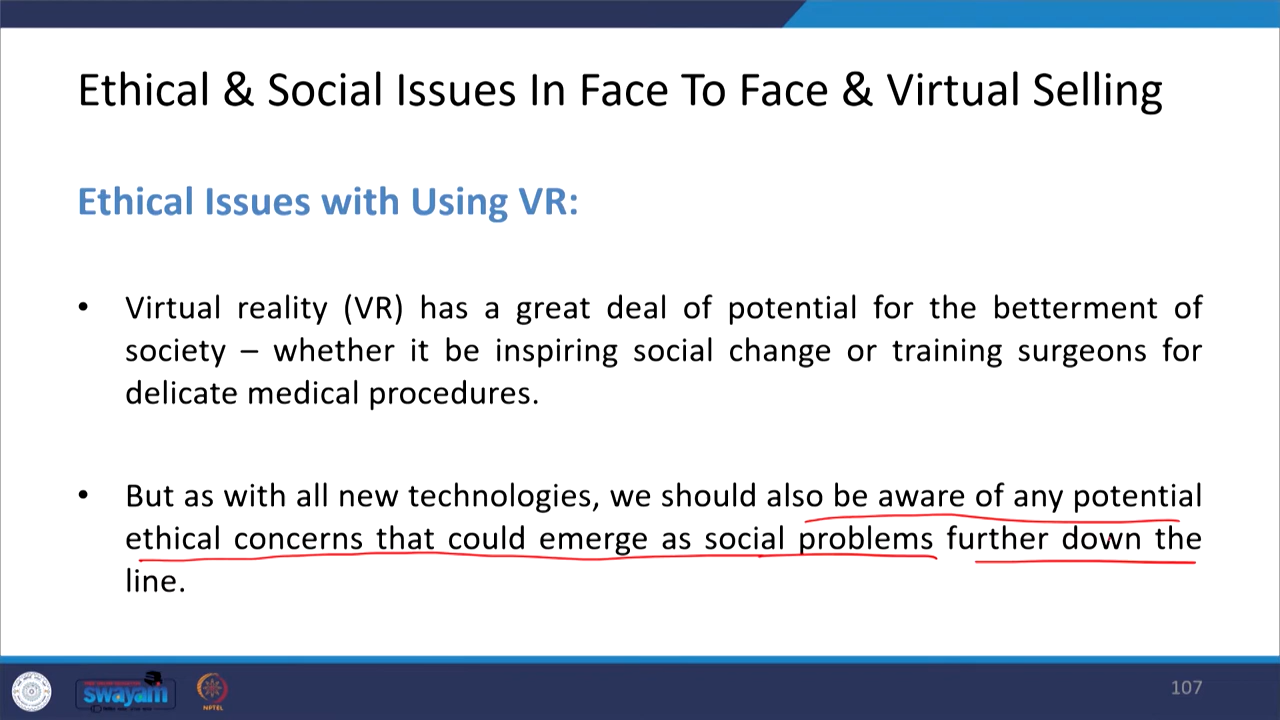 Ethical & Social Issues In Face To Face & Virtual Selling
Ethical Issues with Using VR:
• Virtual reality (VR) has a great deal of potential for the betterment of
society – whether it be inspiring social change or training surgeons for
delicate medical procedures.
• But as with all new technologies, we should also be aware of any potential
ethical concerns that could emerge as social problems further down the
line.
swayam
NPTEL
107